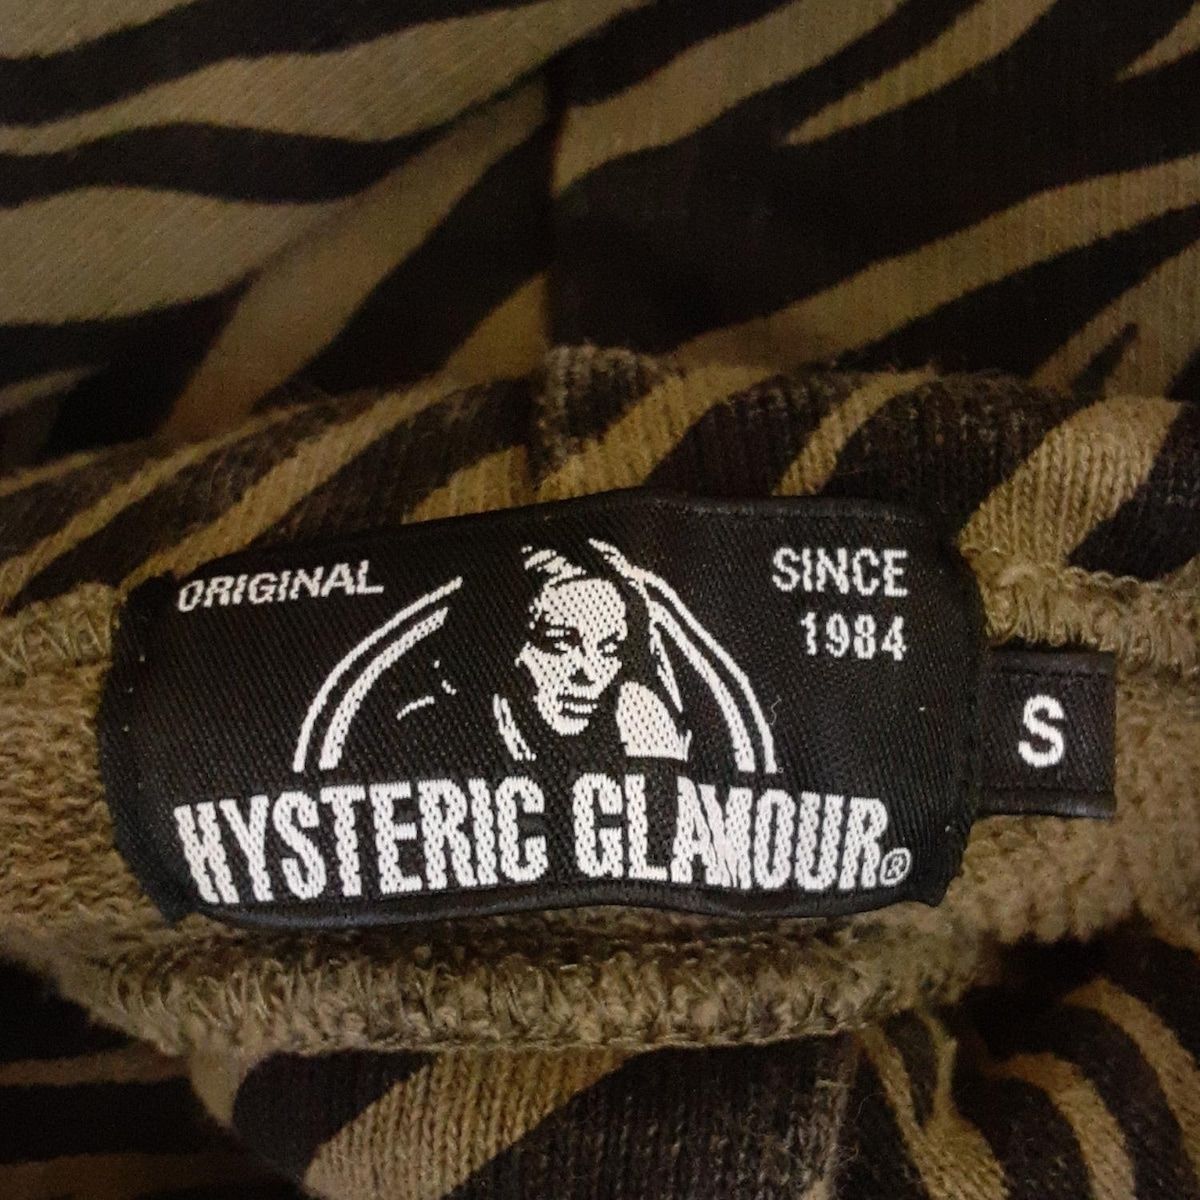 ORIGINAL
SINCE
1984
HYSTERIC GLAMOUR®
S